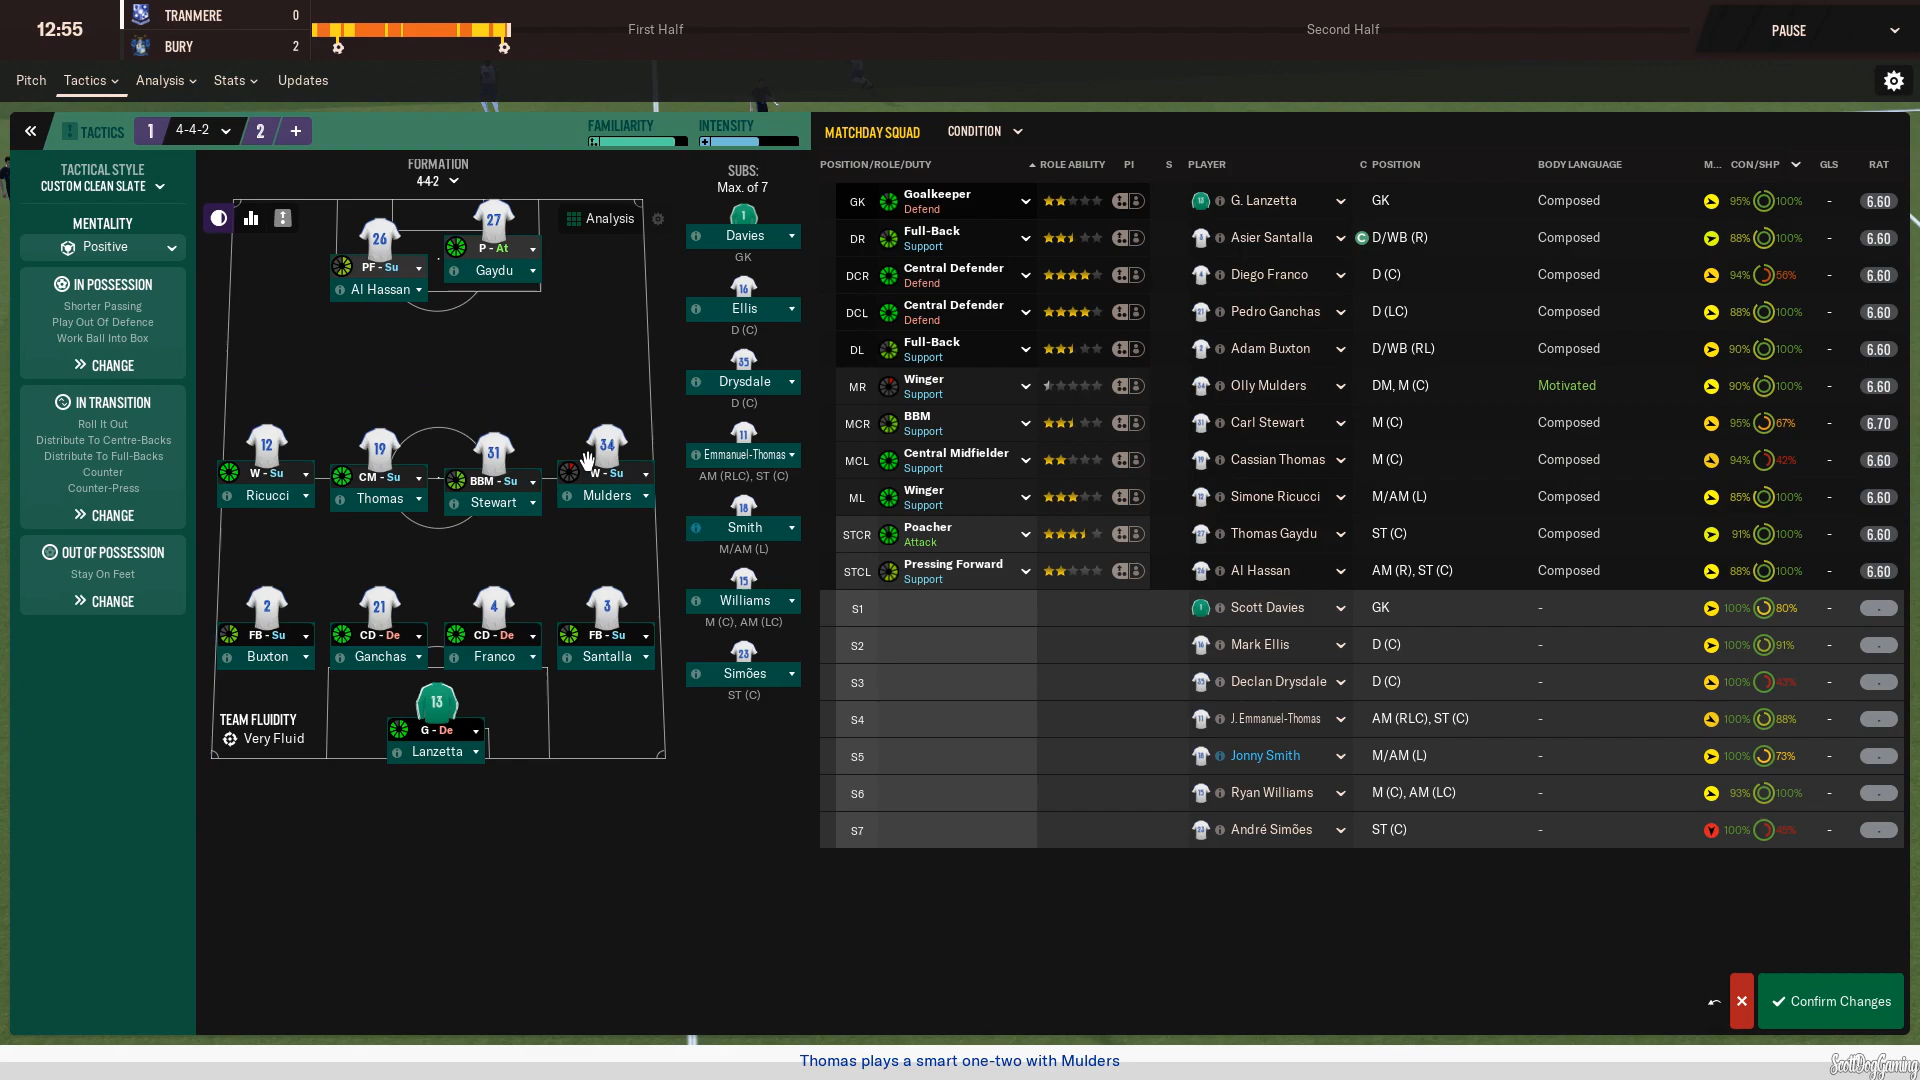 12:55
TRANMERE 0
BURY 2
First Half
Second Half
PAUSE
Pitch Tactics Analysis Stats Updates
TACTICS 1 4-4-2 2 +
FAMILIARITY INTENSITY
TACTICAL STYLE
CUSTOM CLEAN SLATE
MENTALITY
Positive
IN POSSESSION
Shorter Passing
Play Out Of Defence
Work Ball Into Box
CHANGE
IN TRANSITION
Roll It Out
Distribute To Centre-Backs
Distribute To Full-Backs
Counter
Counter-Press
CHANGE
OUT OF POSSESSION
Stay On Feet
CHANGE
FORMATION
4-4-2
Analysis
26 27
PF - Su P - At
Al Hassan Gaydu
12 19 31 34
W - Su CM - Su BBM - Su W - Su
Ricucci Thomas Stewart Mulders
2 21 4 3
FB - Su CD - De CD - De FB - Su
Buxton Ganchas Franco Santalla
13
G - De
Lanzetta
TEAM FLUIDITY
Very Fluid
SUBS:
Max. of 7
1
Davies
GK
16
Ellis
D (C)
35
Drysdale
D (C)
11
Emmanuel-Thomas
AM (RLC), ST (C)
18
Smith
M/AM (L)
15
Williams
M (C), AM (LC)
23
Simões
ST (C)
MATCHDAY SQUAD CONDITION
POSITION/ROLE/DUTY ROLE ABILITY PI S PLAYER C POSITION BODY LANGUAGE M... CON/SHP GLS RAT
GK Goalkeeper Defend G. Lanzetta GK Composed 95% 100% - 6.60
DR Full-Back Support Asier Santalla C D/WB (R) Composed 88% 100% - 6.60
DCR Central Defender Defend Diego Franco D (C) Composed 94% 56% - 6.60
DCL Central Defender Defend Pedro Ganchas D (LC) Composed 88% 100% - 6.60
DL Full-Back Support Adam Buxton D/WB (RL) Composed 90% 100% - 6.60
MR Winger Support Olly Mulders DM, M (C) Motivated 90% 100% - 6.60
MCR BBM Support Carl Stewart M (C) Composed 95% 67% - 6.70
MCL Central Midfielder Support Cassian Thomas M (C) Composed 94% 42% - 6.60
ML Winger Support Simone Ricucci M/AM (L) Composed 85% 100% - 6.60
STCR Poacher Attack Thomas Gaydu ST (C) Composed 91% 100% - 6.60
STCL Pressing Forward Support Al Hassan AM (R), ST (C) Composed 88% 100% - 6.60
S1 Scott Davies GK - 100% 80% - -
S2 Mark Ellis D (C) - 100% 91% - -
S3 Declan Drysdale D (C) - 100% 43% - -
S4 J. Emmanuel-Thomas AM (RLC), ST (C) - 100% 88% - -
S5 Jonny Smith M/AM (L) - 100% 73% - -
S6 Ryan Williams M (C), AM (LC) - 93% 100% - -
S7 André Simões ST (C) - 100% - -
Confirm Changes
Thomas plays a smart one-two with Mulders
ScottDogGaming